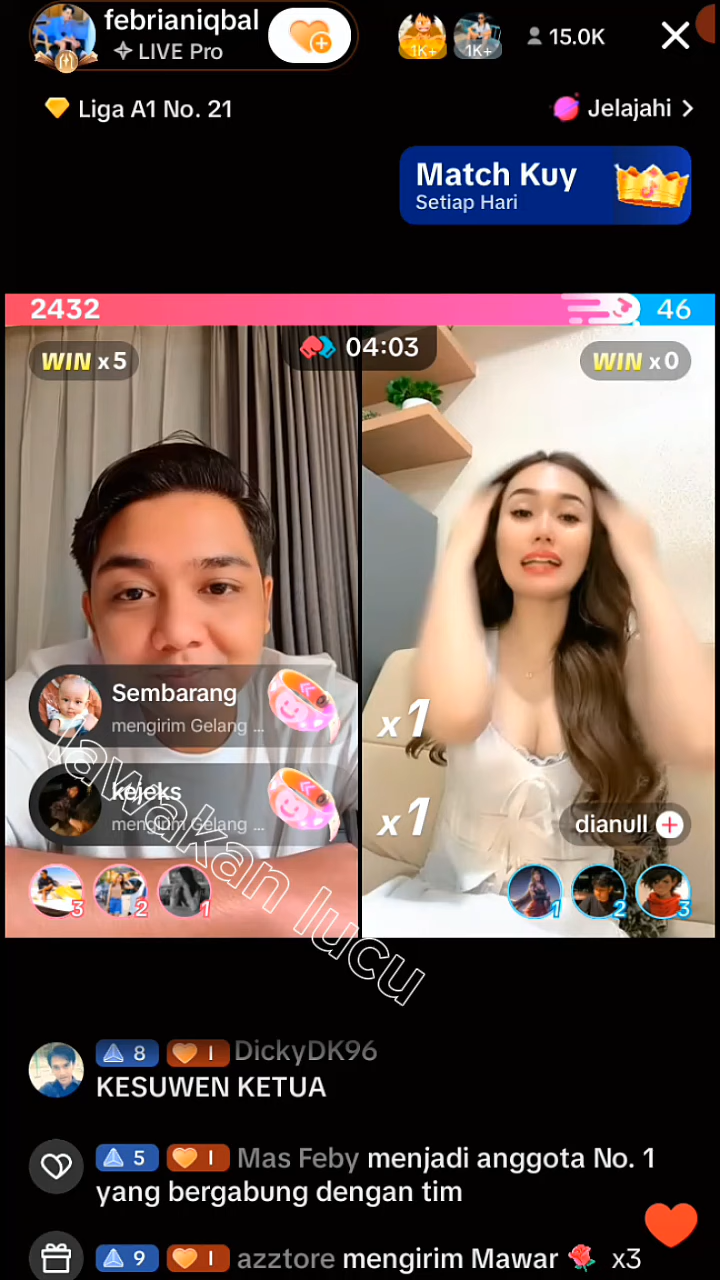 febrianiqbal
LIVE Pro
1K+
1K+
15.0K
Liga A1 No. 21
Jelajahi
Match Kuy
Setiap Hari
2432
46
WIN x5
04:03
WIN x0
Sembarang
mengirim Gelang ...
x1
kejeks
mengirim Gelang ...
x1
dianull
lawakan lucu
3
2
1
1
2
3
8
I
DickyDK96
KESUWEN KETUA
5
I
Mas Feby menjadi anggota No. 1
yang bergabung dengan tim
9
I
azztore mengirim Mawar x3